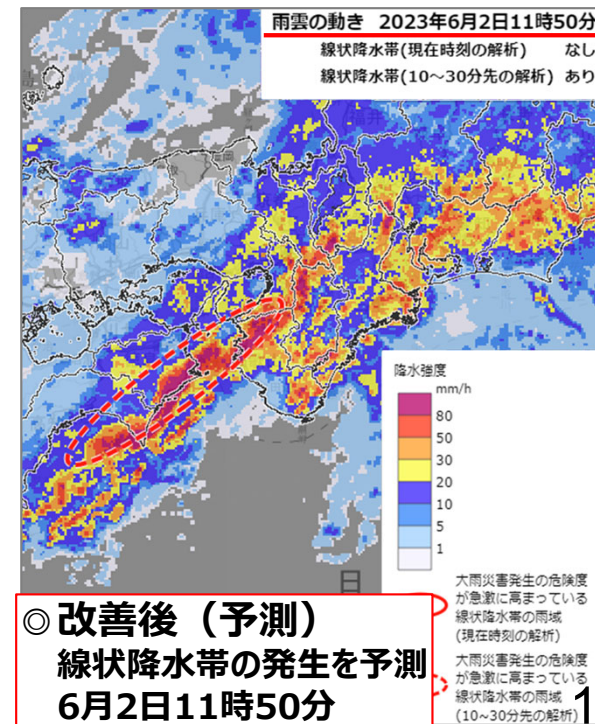 雨雲の動き 2023年6月2日11時50分
線状降水帯(現在時刻の解析) なし
線状降水帯(10～30分先の解析) あり
福井
降水強度
mm/h
80
50
30
20
10
5
1
日
大雨災害発生の危険度
が急激に高まっている
線状降水帯の雨域
(現在時刻の解析)
大雨災害発生の危険度
が急激に高まっている
線状降水帯の雨域
(10～30分先の解析)
◎改善後（予測）
線状降水帯の発生を予測
6月2日11時50分
1